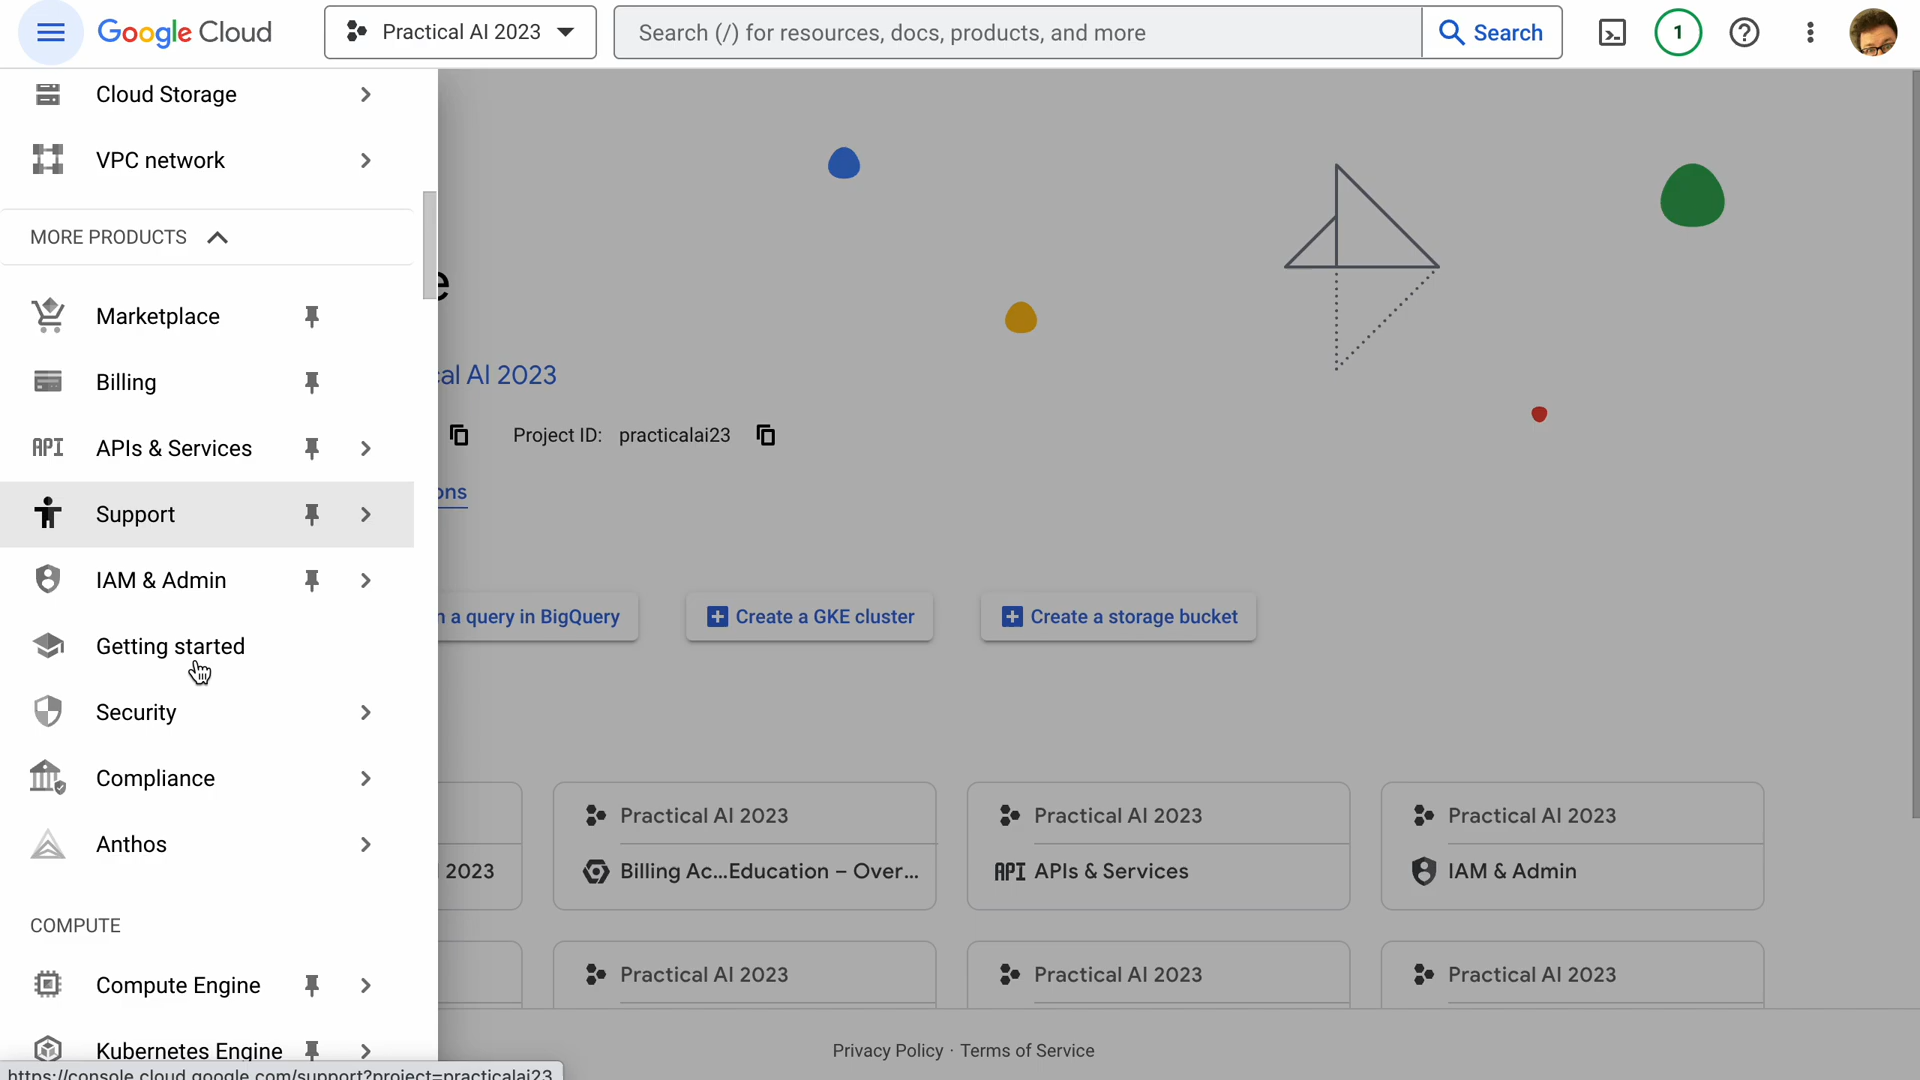 Google Cloud
Practical AI 2023
Search (/) for resources, docs, products, and more
Search
1
Cloud Storage
VPC network
MORE PRODUCTS
Marketplace
Billing
API APIs & Services
Support
IAM & Admin
Getting started
Security
Compliance
Anthos
COMPUTE
Compute Engine
Kubernetes Engine
e
cal AI 2023
Project ID: practicalai23
ons
n a query in BigQuery
Create a GKE cluster
Create a storage bucket
2023
Practical AI 2023
Billing Ac...Education – Over...
Practical AI 2023
API APIs & Services
Practical AI 2023
IAM & Admin
Practical AI 2023
Practical AI 2023
Practical AI 2023
Privacy Policy · Terms of Service
https://console.cloud.google.com/support?project=practicalai23